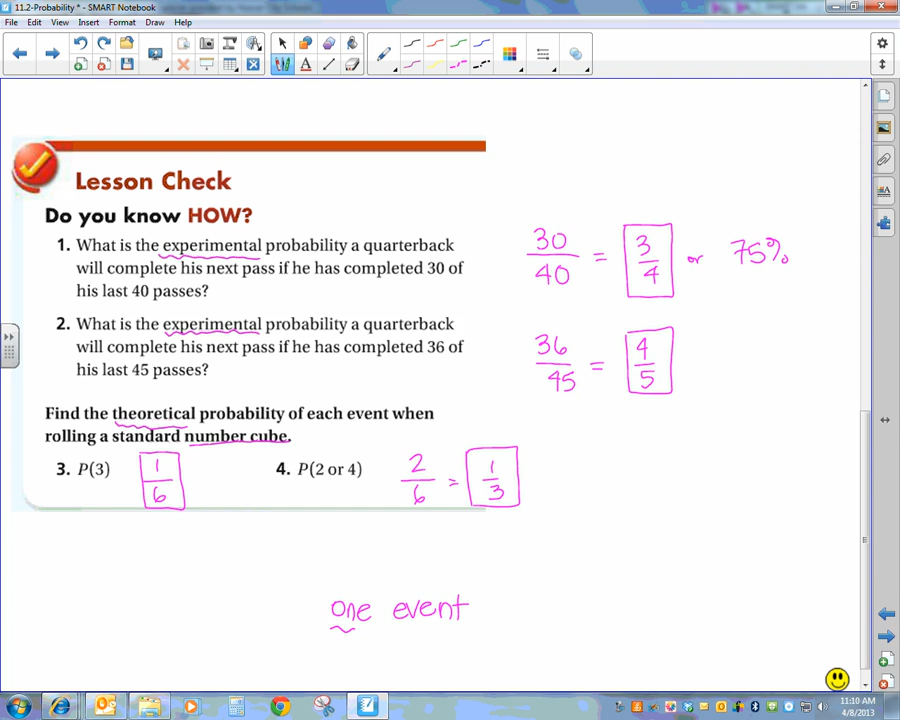 11.2-Probability * - SMART Notebook
File Edit View Insert Format Draw Help
Lesson Check
Do you know HOW?
1. What is the experimental probability a quarterback
will complete his next pass if he has completed 30 of
his last 40 passes?
30/40 = 3/4 or 75%
2. What is the experimental probability a quarterback
will complete his next pass if he has completed 36 of
his last 45 passes?
36/45 = 4/5
Find the theoretical probability of each event when
rolling a standard number cube.
3. P(3) 1/6 4. P(2 or 4) 2/6 = 1/3
one event
11:10 AM
4/8/2013